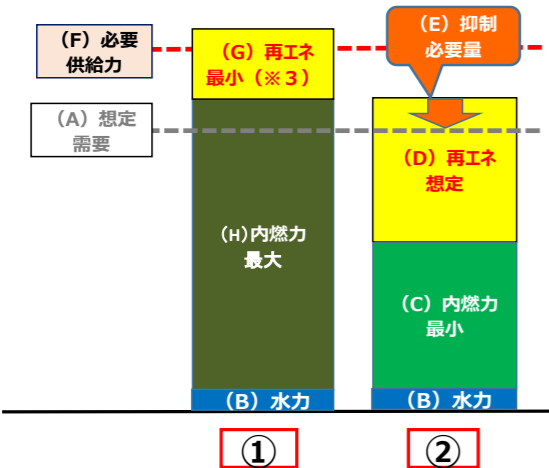 （F）必要
供給力
（A）想定
需要
（G）再エネ
最小（※３）
（H）内燃力
最大
（B）水力
①
（E）抑制
必要量
（D）再エネ
想定
（C）内燃力
最小
（B）水力
②